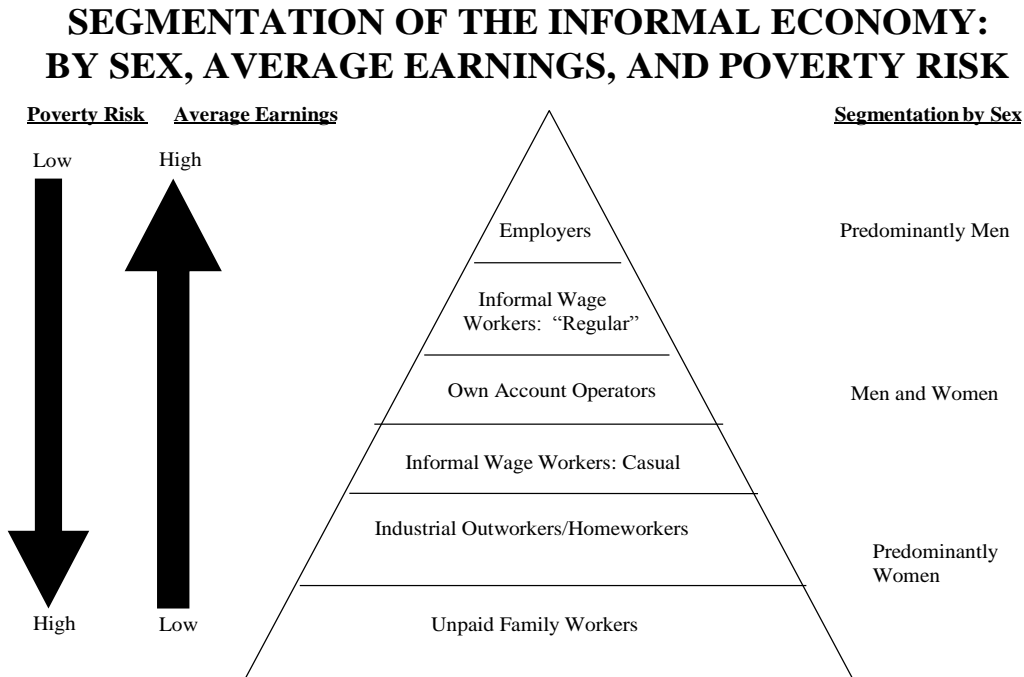 SEGMENTATION OF THE INFORMAL ECONOMY:
BY SEX, AVERAGE EARNINGS, AND POVERTY RISK
Poverty Risk Average Earnings Segmentation by Sex
Low High
Employers Predominantly Men
Informal Wage
Workers: “Regular”
Own Account Operators Men and Women
Informal Wage Workers: Casual
Industrial Outworkers/Homeworkers
Predominantly
Women
High Low Unpaid Family Workers